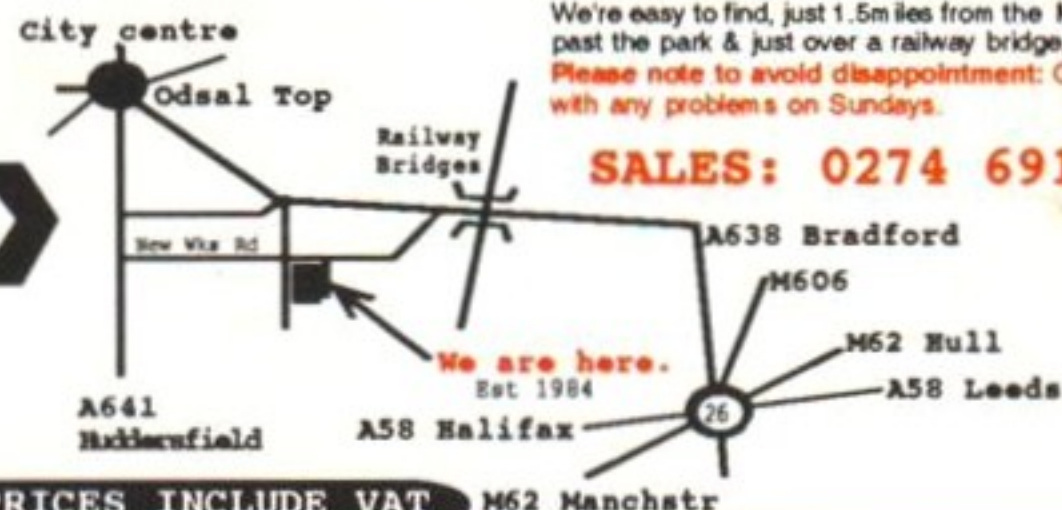 We're easy to find, just 1.5miles from the
past the park & just over a railway bridge
Please note to avoid disappointment:
with any problems on Sundays.
SALES: 0274 691
City centre
Odsal Top
Railway
Bridges
New Wks Rd
A638 Bradford
M606
M62 Hull
A58 Leeds
We are here.
Est 1984
26
A641
Huddersfield
A58 Halifax
M62 Manchstr
PRICES INCLUDE VAT